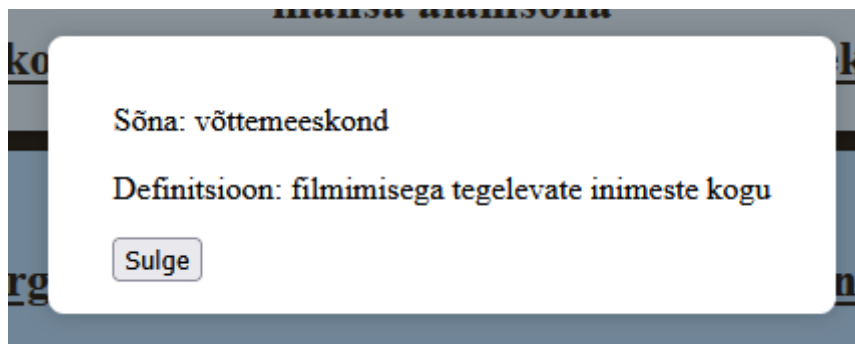 Sõna: võttemeeskond
Definitsioon: filmimisega tegelevate inimeste kogu
Sulge